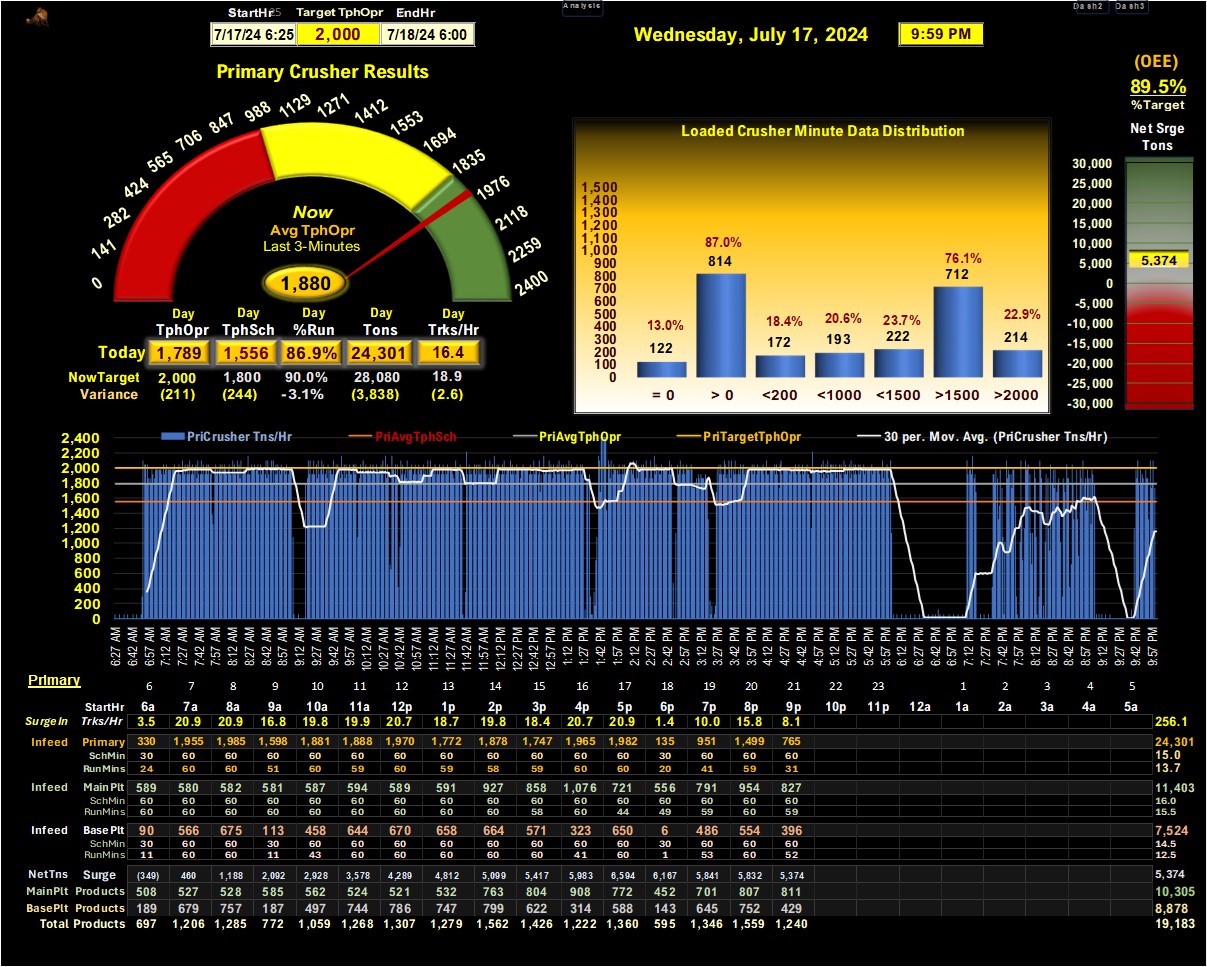 Analysis
Dash2 Dash3
StartHr Target TphOpr EndHr
7/17/24 6:25 2,000 7/18/24 6:00
Wednesday, July 17, 2024 9:59 PM
(OEE)
89.5%
%Target
Net Srge
Tons
30,000
25,000
20,000
15,000
10,000
5,000
0
-5,000
-10,000
-15,000
-20,000
-25,000
-30,000
5,374
Primary Crusher Results
0 141 282 424 565 706 847 988 1129 1271 1412 1553 1694 1835 1976 2118 2259 2400
Now
Avg TphOpr
Last 3-Minutes
1,880
Day Day Day Day Day
TphOpr TphSch %Run Tons Trks/Hr
Today 1,789 1,556 86.9% 24,301 16.4
NowTarget 2,000 1,800 90.0% 28,080 18.9
Variance (211) (244) -3.1% (3,838) (2.6)
Loaded Crusher Minute Data Distribution
1,500
1,400
1,300
1,200
1,100
1,000
900
800
700
600
500
400
300
200
100
0
13.0% 87.0% 18.4% 20.6% 23.7% 76.1% 22.9%
122 814 172 193 222 712 214
= 0 > 0 <200 <1000 <1500 >1500 >2000
PriCrusher Tns/Hr PriAvgTphSch PriAvgTphOpr PriTargetTphOpr 30 per. Mov. Avg. (PriCrusher Tns/Hr)
2,400
2,200
2,000
1,800
1,600
1,400
1,200
1,000
800
600
400
200
0
6:27 AM 6:42 AM 6:57 AM 7:12 AM 7:27 AM 7:42 AM 7:57 AM 8:12 AM 8:27 AM 8:42 AM 8:57 AM 9:12 AM 9:27 AM 9:42 AM 9:57 AM 10:12 AM 10:27 AM 10:42 AM 10:57 AM 11:12 AM 11:27 AM 11:42 AM 11:57 AM 12:12 PM 12:27 PM 12:42 PM 12:57 PM 1:12 PM 1:27 PM 1:42 PM 1:57 PM 2:12 PM 2:27 PM 2:42 PM 2:57 PM 3:12 PM 3:27 PM 3:42 PM 3:57 PM 4:12 PM 4:27 PM 4:42 PM 4:57 PM 5:12 PM 5:27 PM 5:42 PM 5:57 PM 6:12 PM 6:27 PM 6:42 PM 6:57 PM 7:12 PM 7:27 PM 7:42 PM 7:57 PM 8:12 PM 8:27 PM 8:42 PM 8:57 PM 9:12 PM 9:27 PM 9:42 PM 9:57 PM
Primary
6 7 8 9 10 11 12 13 14 15 16 17 18 19 20 21 22 23 1 2 3 4 5
StartHr 6a 7a 8a 9a 10a 11a 12p 1p 2p 3p 4p 5p 6p 7p 8p 9p 10p 11p 12a 1a 2a 3a 4a 5a
SurgeIn Trks/Hr 3.5 20.9 20.9 16.8 19.8 19.9 20.7 18.7 19.8 18.4 20.7 20.9 1.4 10.0 15.8 8.1 256.1
Infeed Primary 330 1,955 1,985 1,598 1,881 1,888 1,970 1,772 1,878 1,747 1,965 1,982 135 951 1,499 765 24,301
SchMin 30 60 60 60 60 60 60 60 60 60 60 60 30 60 60 60 15.0
RunMins 24 60 60 51 60 59 60 59 58 59 60 60 20 41 59 31 13.7
Infeed MainPlt 589 580 582 581 587 594 589 591 927 858 1,076 721 556 791 954 827 11,403
SchMin 60 60 60 60 60 60 60 60 60 60 60 60 60 60 60 60 16.0
RunMins 60 60 60 60 60 60 60 60 60 58 60 44 49 59 60 60 15.5
Infeed BasePlt 90 566 675 113 458 644 670 658 664 571 323 650 6 486 554 396 7,524
SchMin 30 60 60 30 60 60 60 60 60 60 60 60 30 60 60 60 14.5
RunMins 11 60 60 11 43 60 60 60 60 60 41 60 1 53 60 52 12.5
NetTns Surge (349) 460 1,188 2,092 2,928 3,578 4,289 4,812 5,099 5,417 5,983 6,594 6,167 5,841 5,832 5,374 5,374
MainPlt Products 508 527 528 585 562 524 521 532 763 804 908 772 452 701 807 811 10,305
BasePlt Products 189 679 757 187 497 744 786 747 799 622 314 588 143 645 752 429 8,878
Total Products 697 1,206 1,285 772 1,059 1,268 1,307 1,279 1,562 1,426 1,222 1,360 595 1,346 1,559 1,240 19,183